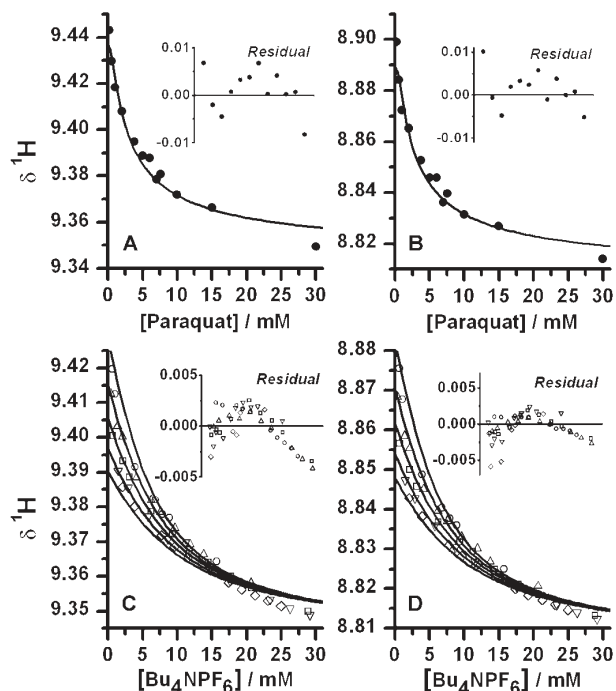 9.44
9.42
9.40
9.38
9.36
9.34
δ ¹H
0.01
0.00
-0.01
Residual
A
0 5 10 15 20 25 30
[Paraquat] / mM
8.90
8.88
8.86
8.84
8.82
0.01
0.00
-0.01
Residual
B
0 5 10 15 20 25 30
[Paraquat] / mM
9.42
9.41
9.40
9.39
9.38
9.37
9.36
9.35
δ ¹H
0.005
0.000
-0.005
Residual
C
0 5 10 15 20 25 30
[Bu₄NPF₆] / mM
8.88
8.87
8.86
8.85
8.84
8.83
8.82
8.81
0.005
0.000
-0.005
Residual
D
0 5 10 15 20 25 30
[Bu₄NPF₆] / mM